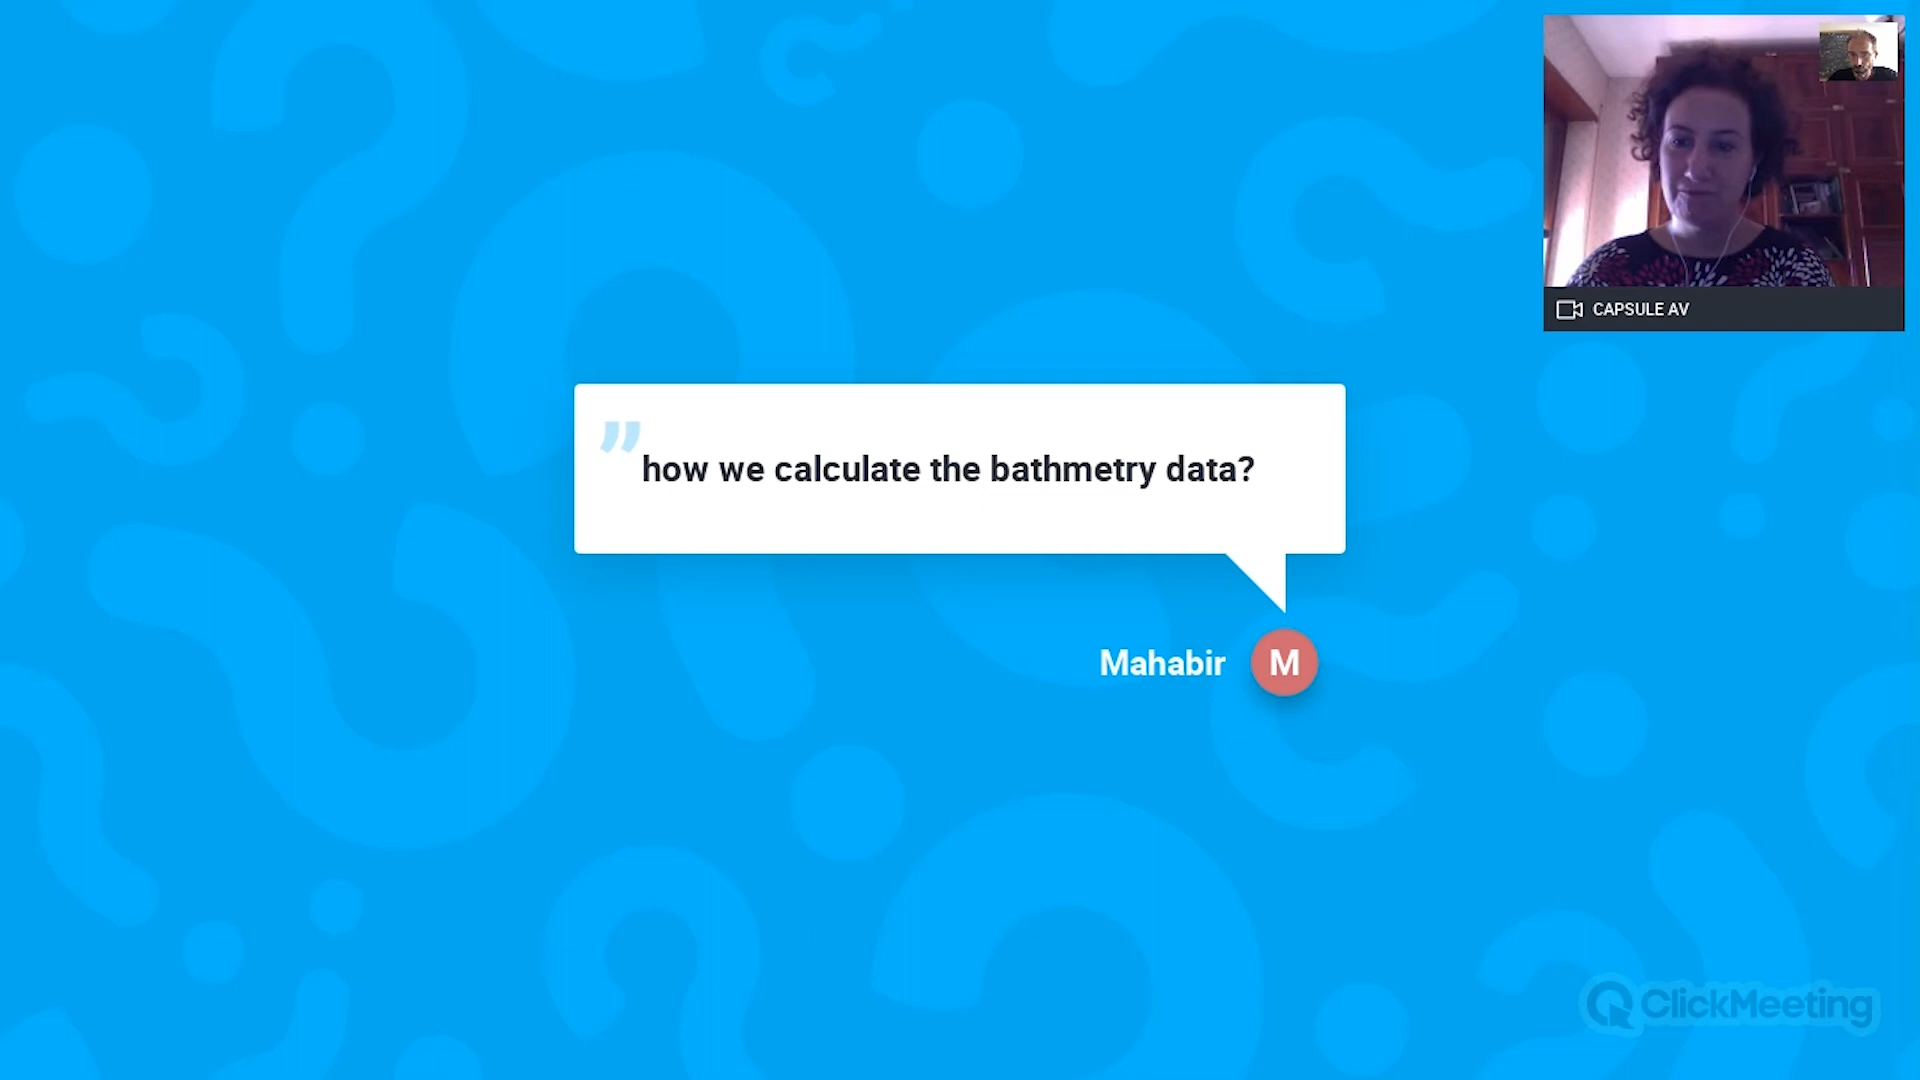 CAPSULE AV
” how we calculate the bathmetry data?
Mahabir M
ClickMeeting